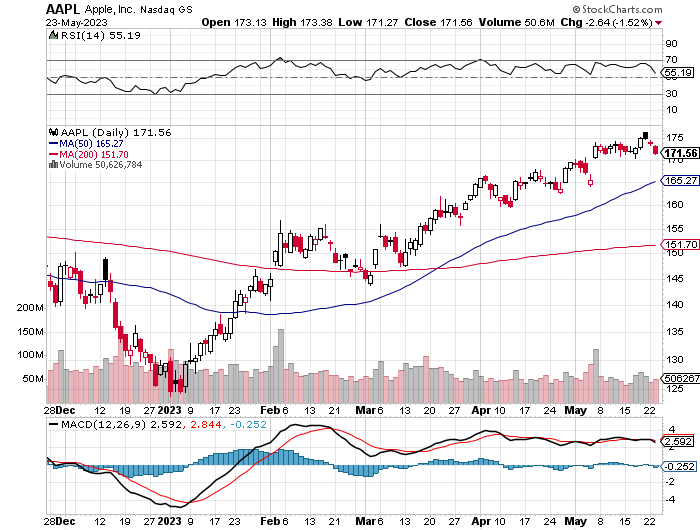 AAPL Apple, Inc. Nasdaq GS © StockCharts.com
23-May-2023 Open 173.13 High 173.38 Low 171.27 Close 171.56 Volume 50.6M Chg -2.64 (-1.52%)
RSI(14) 55.19
90
70
55.19
50
30
10
AAPL (Daily) 171.56
MA(50) 165.27
MA(200) 151.70
Volume 50,626,784
175
171.56
170
165.27
160
155
151.70
150
145
140
135
130
125
200M
150M
100M
50M
506267
28 Dec 12 19 27 2023 9 17 23 Feb 6 13 21 Mar 6 13 20 27 Apr 10 17 24 May 8 15 22
MACD(12,26,9) 2.592, 2.844, -0.252
4
2.592
2
-0.252
-2
-4
28 Dec 12 19 27 2023 9 17 23 Feb 6 13 21 Mar 6 13 20 27 Apr 10 17 24 May 8 15 22